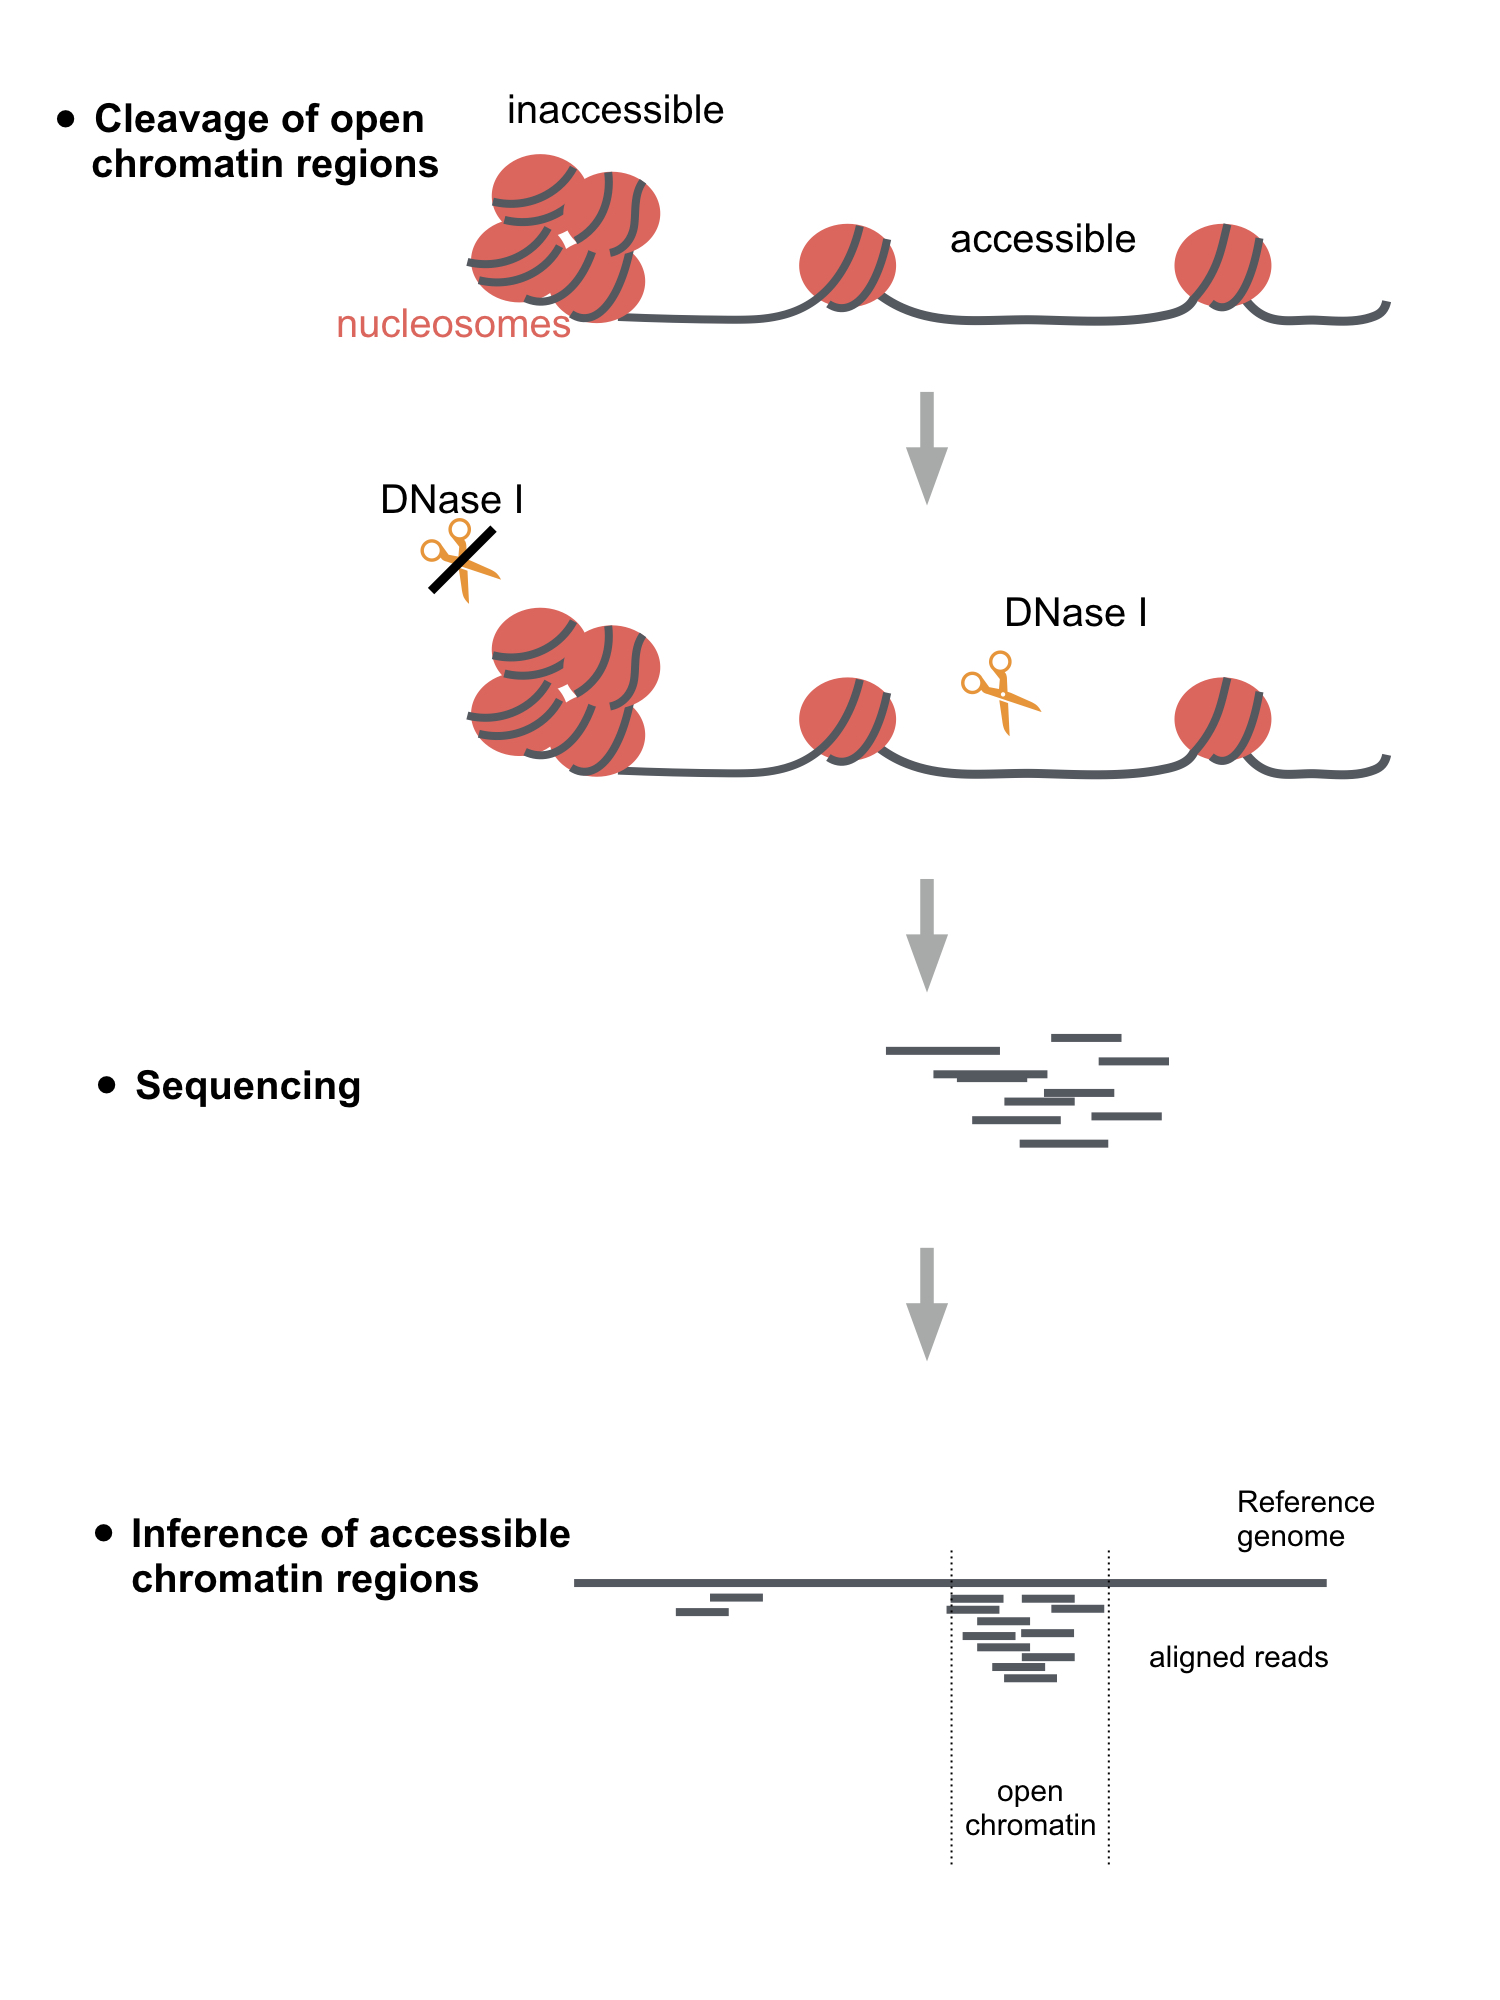 • Cleavage of open
chromatin regions
inaccessible
accessible
nucleosomes
DNase I
DNase I
• Sequencing
• Inference of accessible
chromatin regions
Reference
genome
aligned reads
open
chromatin